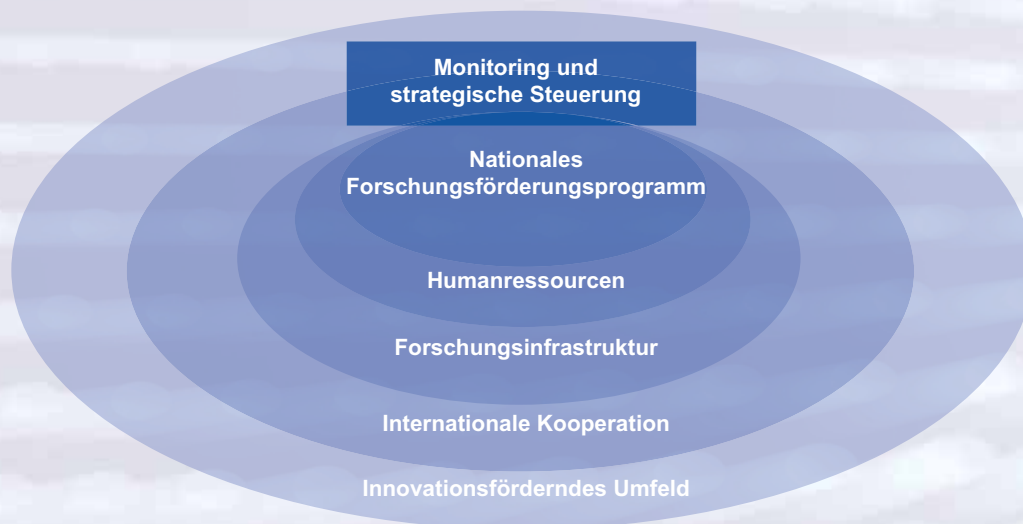 Monitoring und
strategische Steuerung
Nationales
Forschungsförderungsprogramm
Humanressourcen
Forschungsinfrastruktur
Internationale Kooperation
Innovationsförderndes Umfeld